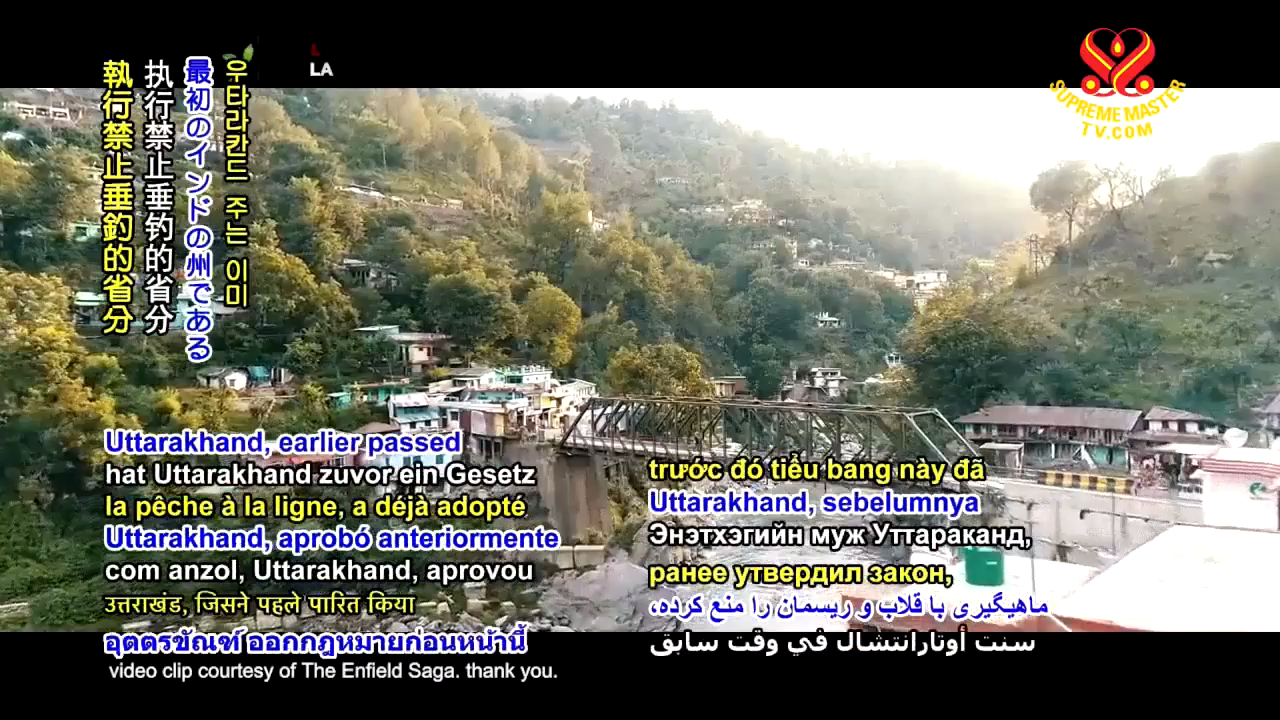 LA
SUPREME MASTER
TV.COM
우타라칸드 주는 이미
最初のインドの州である
执行禁止垂钓的省分
執行禁止垂釣的省分
Uttarakhand, earlier passed
hat Uttarakhand zuvor ein Gesetz
la pêche à la ligne, a déjà adopté
Uttarakhand, aprobó anteriormente
com anzol, Uttarakhand, aprovou
उत्तराखंड, जिसने पहले पारित किया
อุตตรขัณฑ์ ออกกฎหมายก่อนหน้านี้
video clip courtesy of The Enfield Saga. thank you.
trước đó tiểu bang này đã
Uttarakhand, sebelumnya
Энэтхэгийн муж Уттараканд,
ранее утвердил закон,
ماهیگیری با قلاب و ریسمان را منع کرده،
سنت أوتارانتشال في وقت سابق